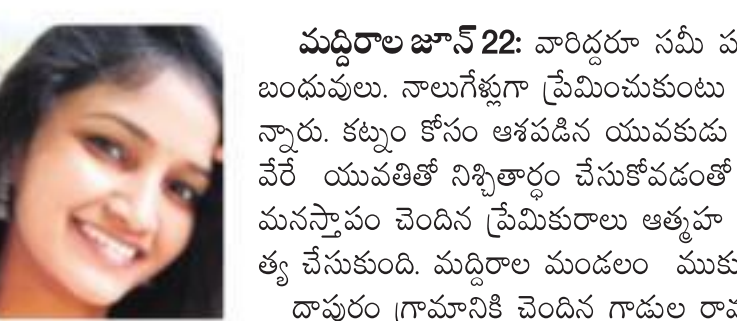 మద్దిరాల జూన్ 22: వారిద్దరూ సమీ ప
బంధువులు. నాలుగేళ్లుగా ప్రేమించుకుంటు
న్నారు. కట్నం కోసం ఆశపడిన యువకుడు
వేరే యువతితో నిశ్చితార్థం చేసుకోవడంతో
మనస్తాపం చెందిన ప్రేమికురాలు ఆత్మహ
త్య చేసుకుంది. మద్దిరాల మండలం ముకు
దాపురం గ్రామానికి చెందిన గాడుల రామ